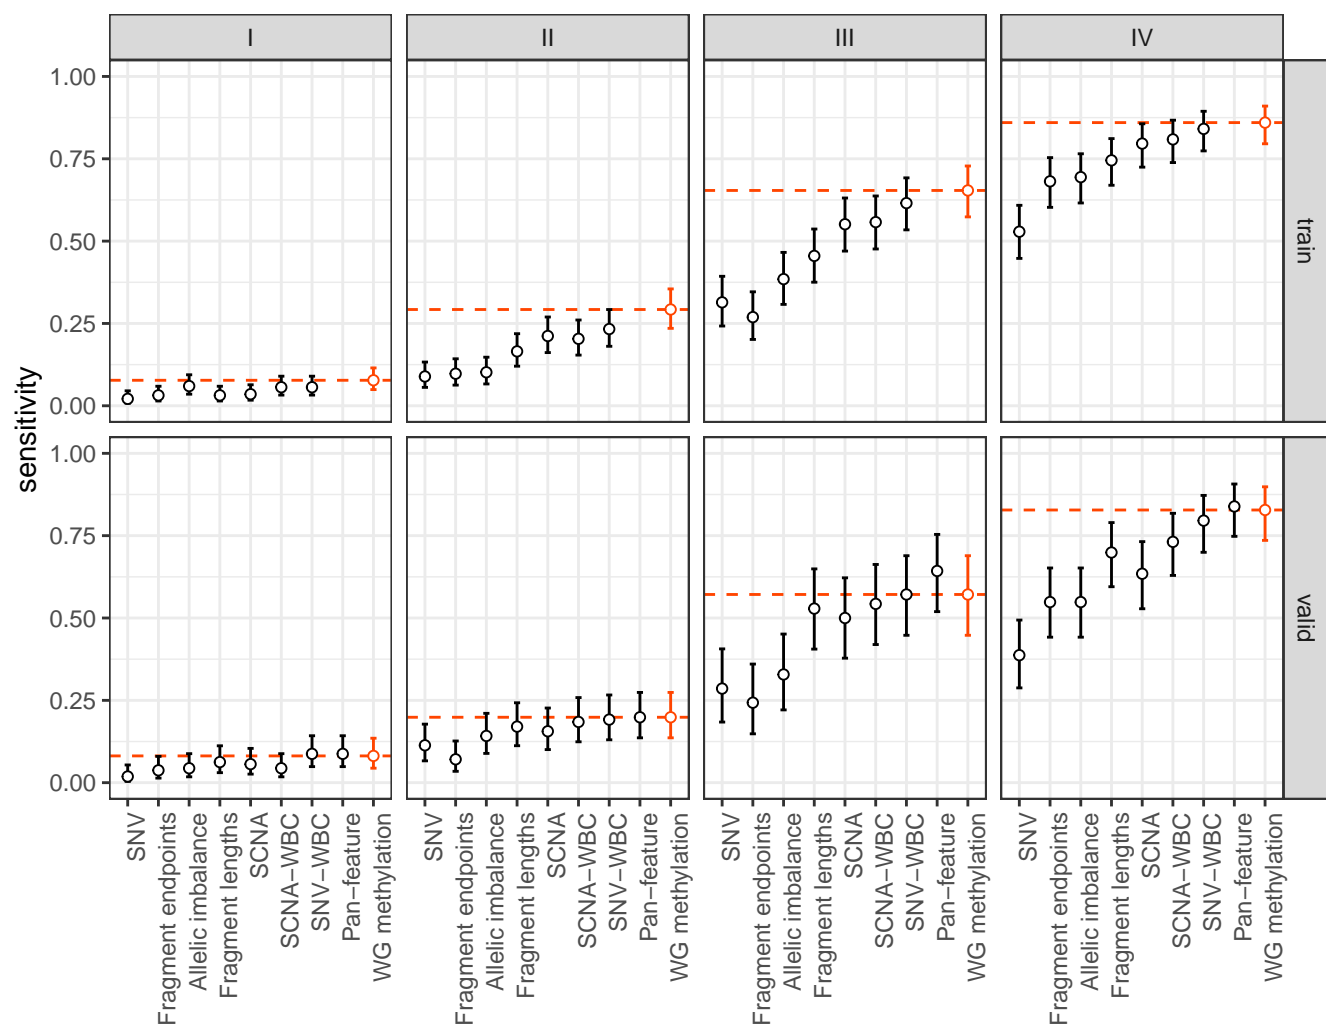 I
II
III
IV
1.00
0.75
0.50
0.25
0.00
train
sensitivity
1.00
0.75
0.50
0.25
0.00
valid
SNV
Fragment endpoints
Allelic imbalance
Fragment lengths
SCNA
SCNA−WBC
SNV−WBC
Pan−feature
WG methylation
SNV
Fragment endpoints
Allelic imbalance
Fragment lengths
SCNA
SCNA−WBC
SNV−WBC
Pan−feature
WG methylation
SNV
Fragment endpoints
Allelic imbalance
Fragment lengths
SCNA
SCNA−WBC
SNV−WBC
Pan−feature
WG methylation
SNV
Fragment endpoints
Allelic imbalance
Fragment lengths
SCNA
SCNA−WBC
SNV−WBC
Pan−feature
WG methylation